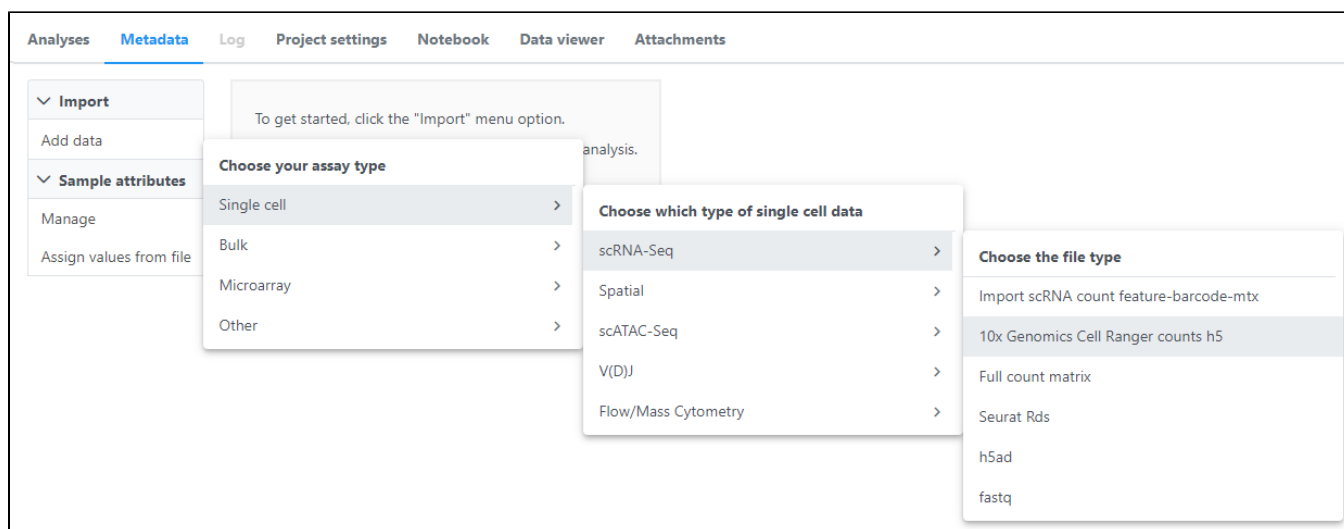 Analyses Metadata Log Project settings Notebook Data viewer Attachments
Import
Add data
Sample attributes
Manage
Assign values from file
To get started, click the "Import" menu option.
analysis.
Choose your assay type
Single cell
Bulk
Microarray
Other
Choose which type of single cell data
scRNA-Seq
Spatial
scATAC-Seq
V(D)J
Flow/Mass Cytometry
Choose the file type
Import scRNA count feature-barcode-mtx
10x Genomics Cell Ranger counts h5
Full count matrix
Seurat Rds
h5ad
fastq